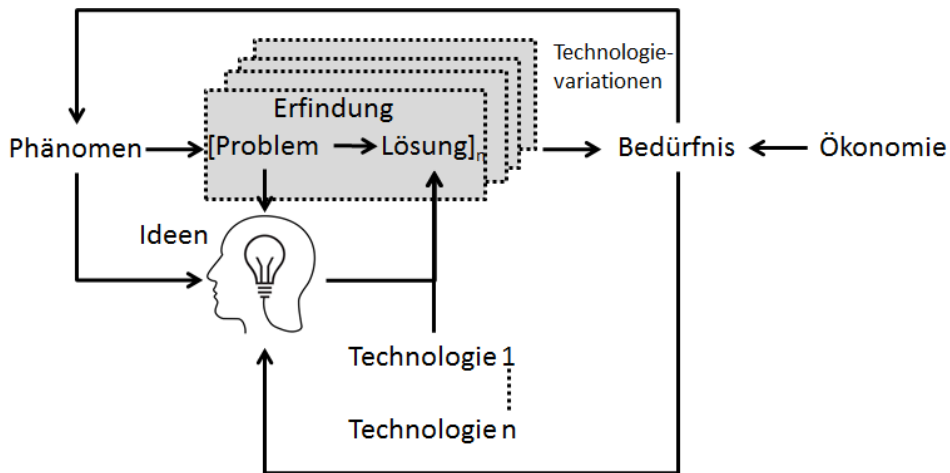 Technologie-
variationen
Erfindung
Phänomen
[Problem
Lösung]n
Bedürfnis
Ökonomie
Ideen
Technologie 1
Technologie n